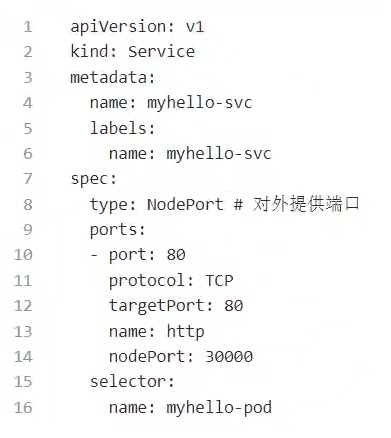 1 apiVersion: v1
2 kind: Service
3 metadata:
4   name: myhello-svc
5   labels:
6     name: myhello-svc
7 spec:
8   type: NodePort # 对外提供端口
9   ports:
10   - port: 80
11     protocol: TCP
12     targetPort: 80
13     name: http
14     nodePort: 30000
15   selector:
16     name: myhello-pod